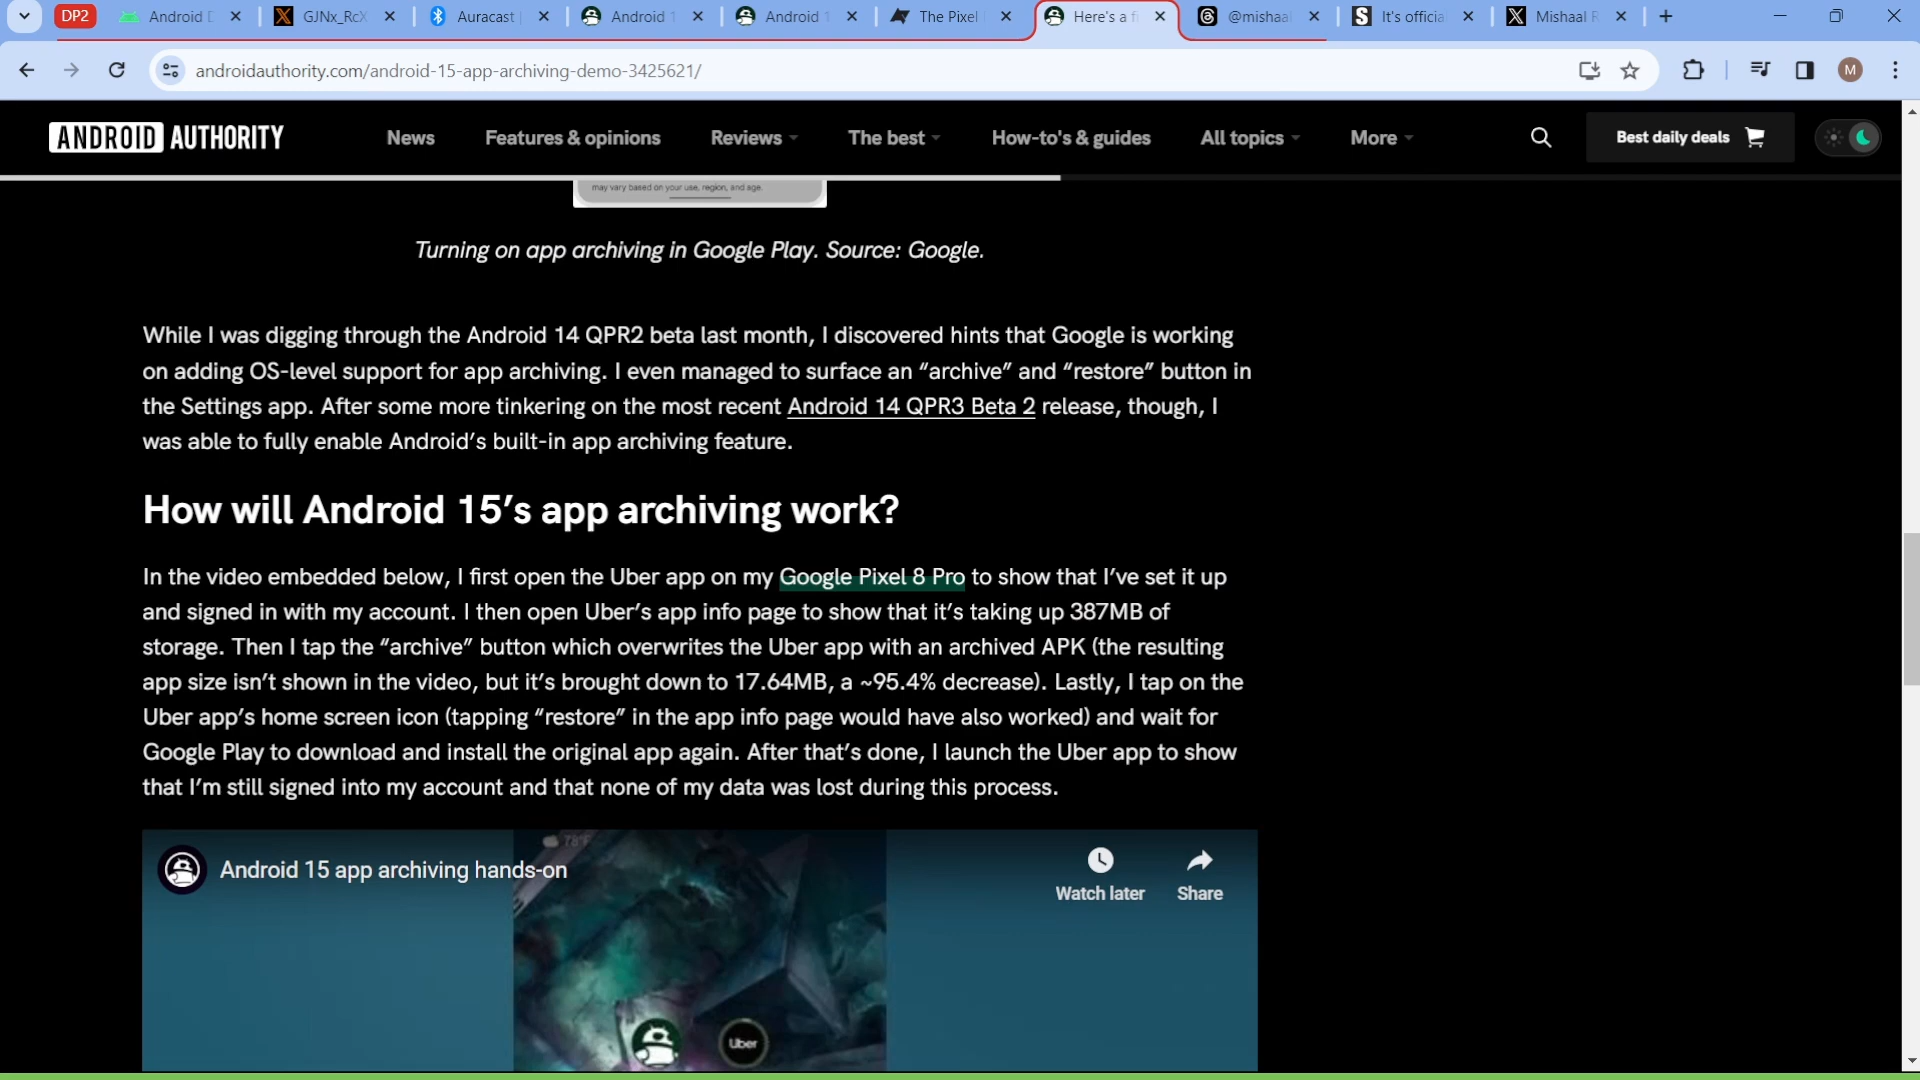 DP2
Android D
GJNx_RcX
Auracast
Android 1
Android 1
The Pixel
Here's a fi
@mishaal
It's officia
Mishaal R
androidauthority.com/android-15-app-archiving-demo-3425621/
M
ANDROID AUTHORITY
News
Features & opinions
Reviews
The best
How-to's & guides
All topics
More
Best daily deals
may vary based on your use, region, and age.
Turning on app archiving in Google Play. Source: Google.
While I was digging through the Android 14 QPR2 beta last month, I discovered hints that Google is working
on adding OS-level support for app archiving. I even managed to surface an “archive” and “restore” button in
the Settings app. After some more tinkering on the most recent Android 14 QPR3 Beta 2 release, though, I
was able to fully enable Android’s built-in app archiving feature.
How will Android 15’s app archiving work?
In the video embedded below, I first open the Uber app on my Google Pixel 8 Pro to show that I’ve set it up
and signed in with my account. I then open Uber’s app info page to show that it’s taking up 387MB of
storage. Then I tap the “archive” button which overwrites the Uber app with an archived APK (the resulting
app size isn’t shown in the video, but it’s brought down to 17.64MB, a ~95.4% decrease). Lastly, I tap on the
Uber app’s home screen icon (tapping “restore” in the app info page would have also worked) and wait for
Google Play to download and install the original app again. After that’s done, I launch the Uber app to show
that I’m still signed into my account and that none of my data was lost during this process.
78°F
Android 15 app archiving hands-on
Watch later
Share
Uber